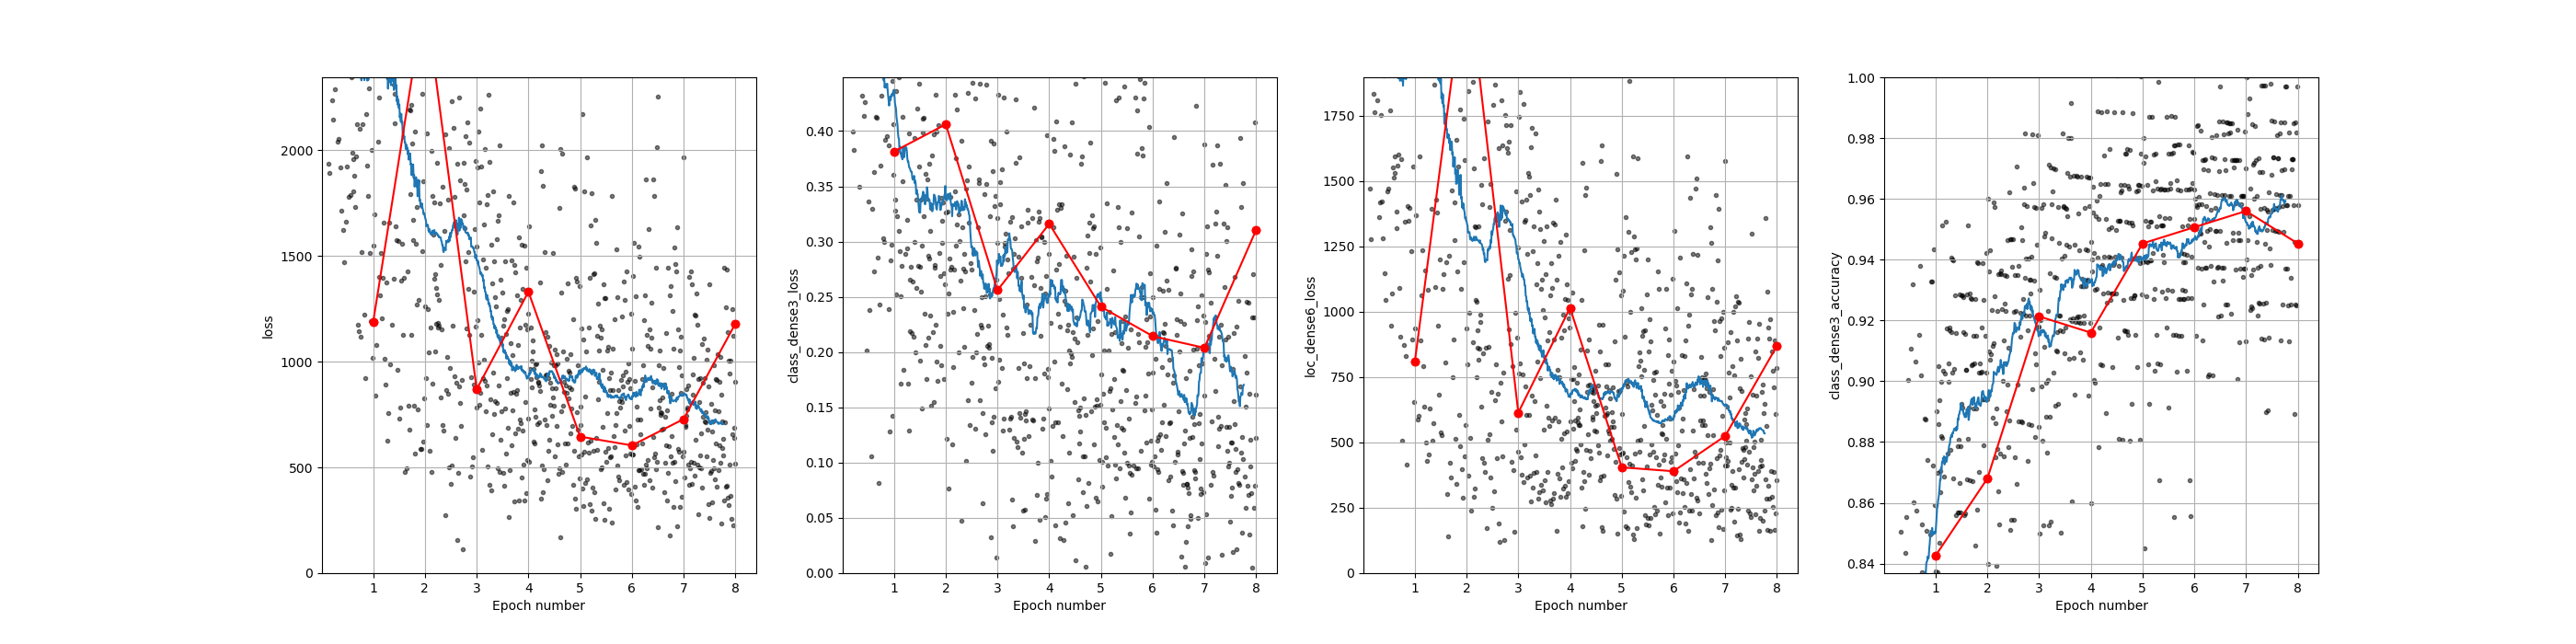 2000
1500
1000
500
0
loss
1 2 3 4 5 6 7 8
Epoch number
0.40
0.35
0.30
0.25
0.20
0.15
0.10
0.05
0.00
class_dense3_loss
1 2 3 4 5 6 7 8
Epoch number
1750
1500
1250
1000
750
500
250
0
loc_dense6_loss
1 2 3 4 5 6 7 8
Epoch number
1.00
0.98
0.96
0.94
0.92
0.90
0.88
0.86
0.84
class_dense3_accuracy
1 2 3 4 5 6 7 8
Epoch number